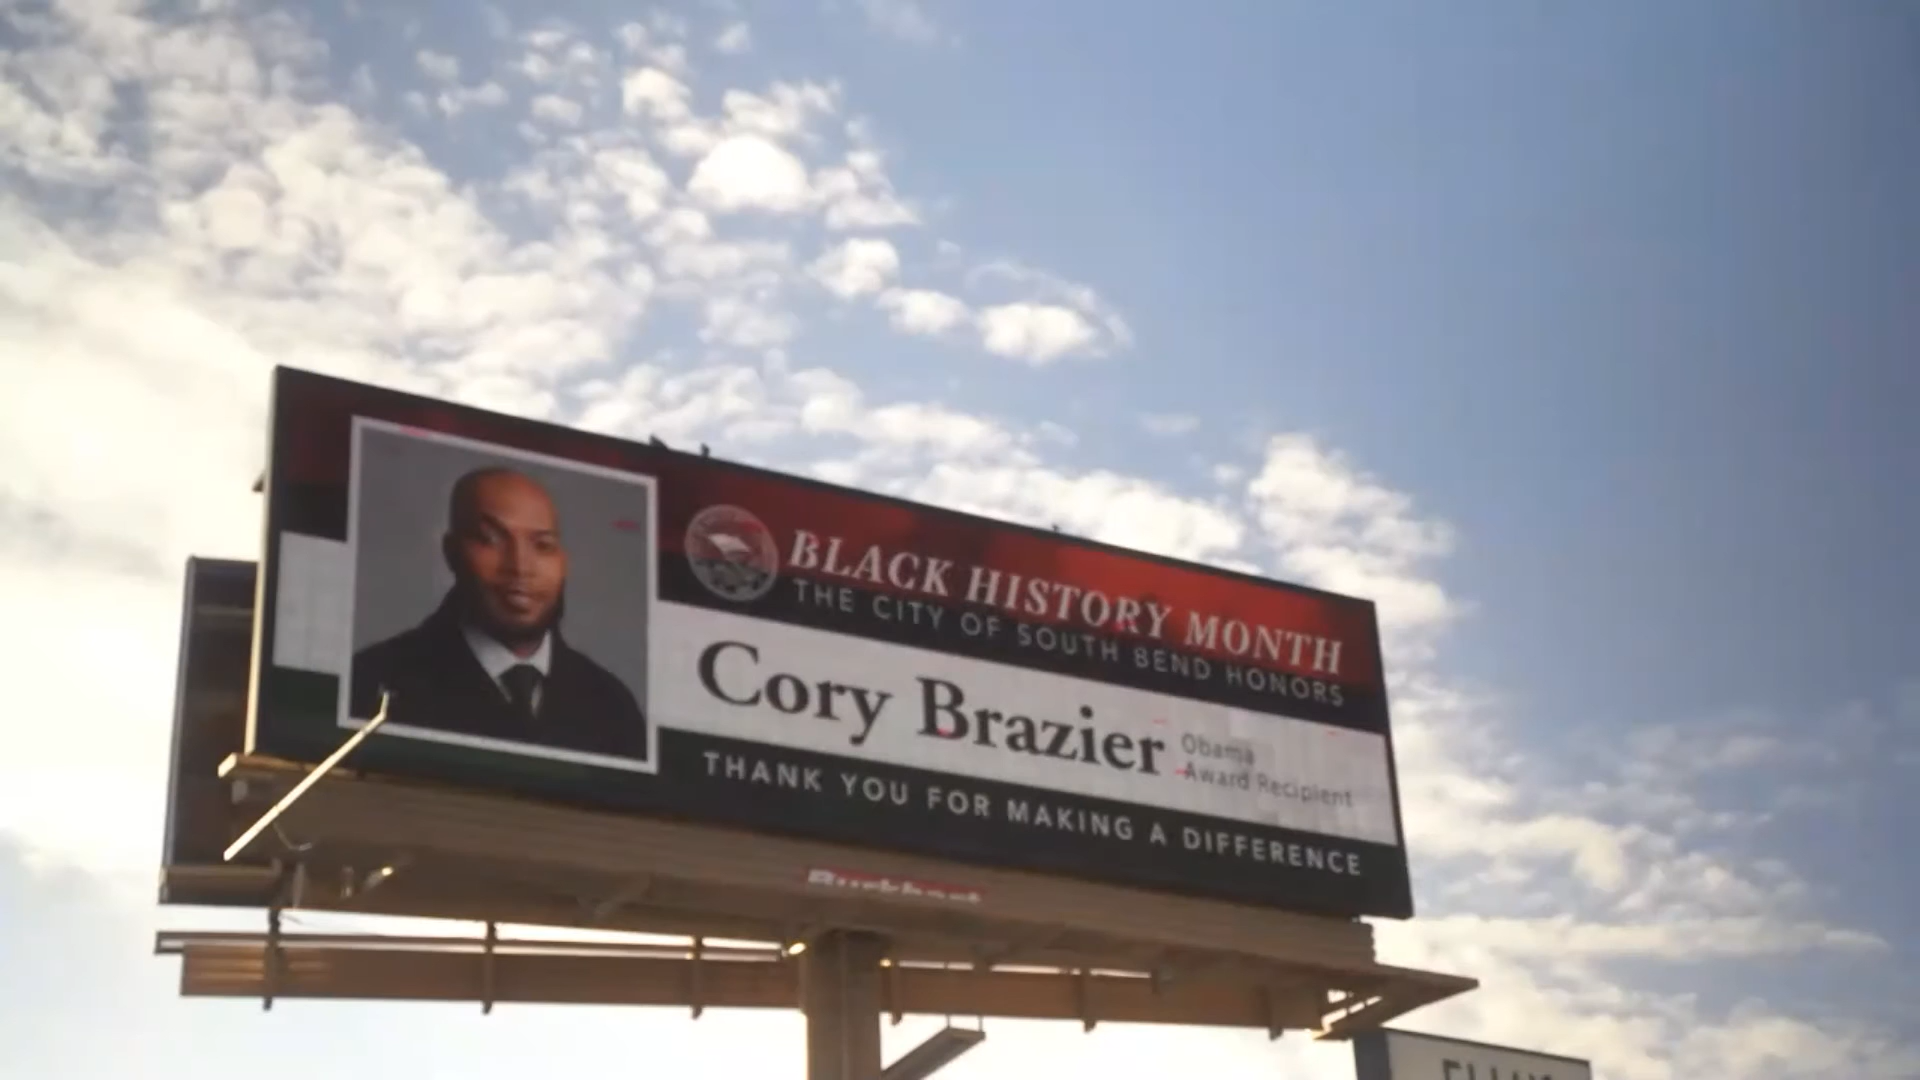 BLACK HISTORY MONTH
THE CITY OF SOUTH BEND HONORS
Cory Brazier
Obama
Award Recipient
THANK YOU FOR MAKING A DIFFERENCE